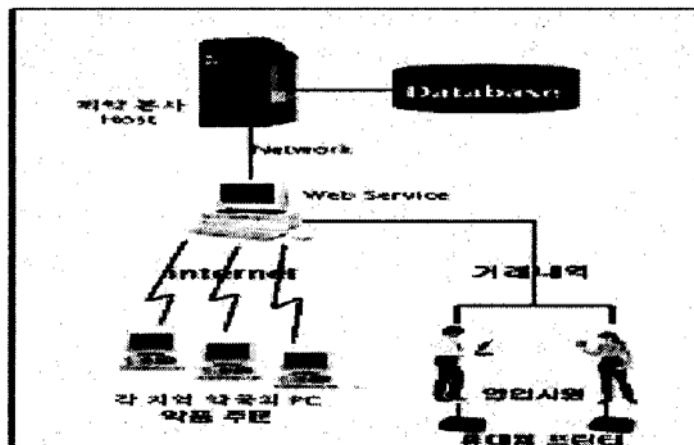 Database
제약 본사
Host
Network
Web Service
Internet
거래내역
각 지역 약국의 PC
약품 주문
영업사원
휴대폰 프린터